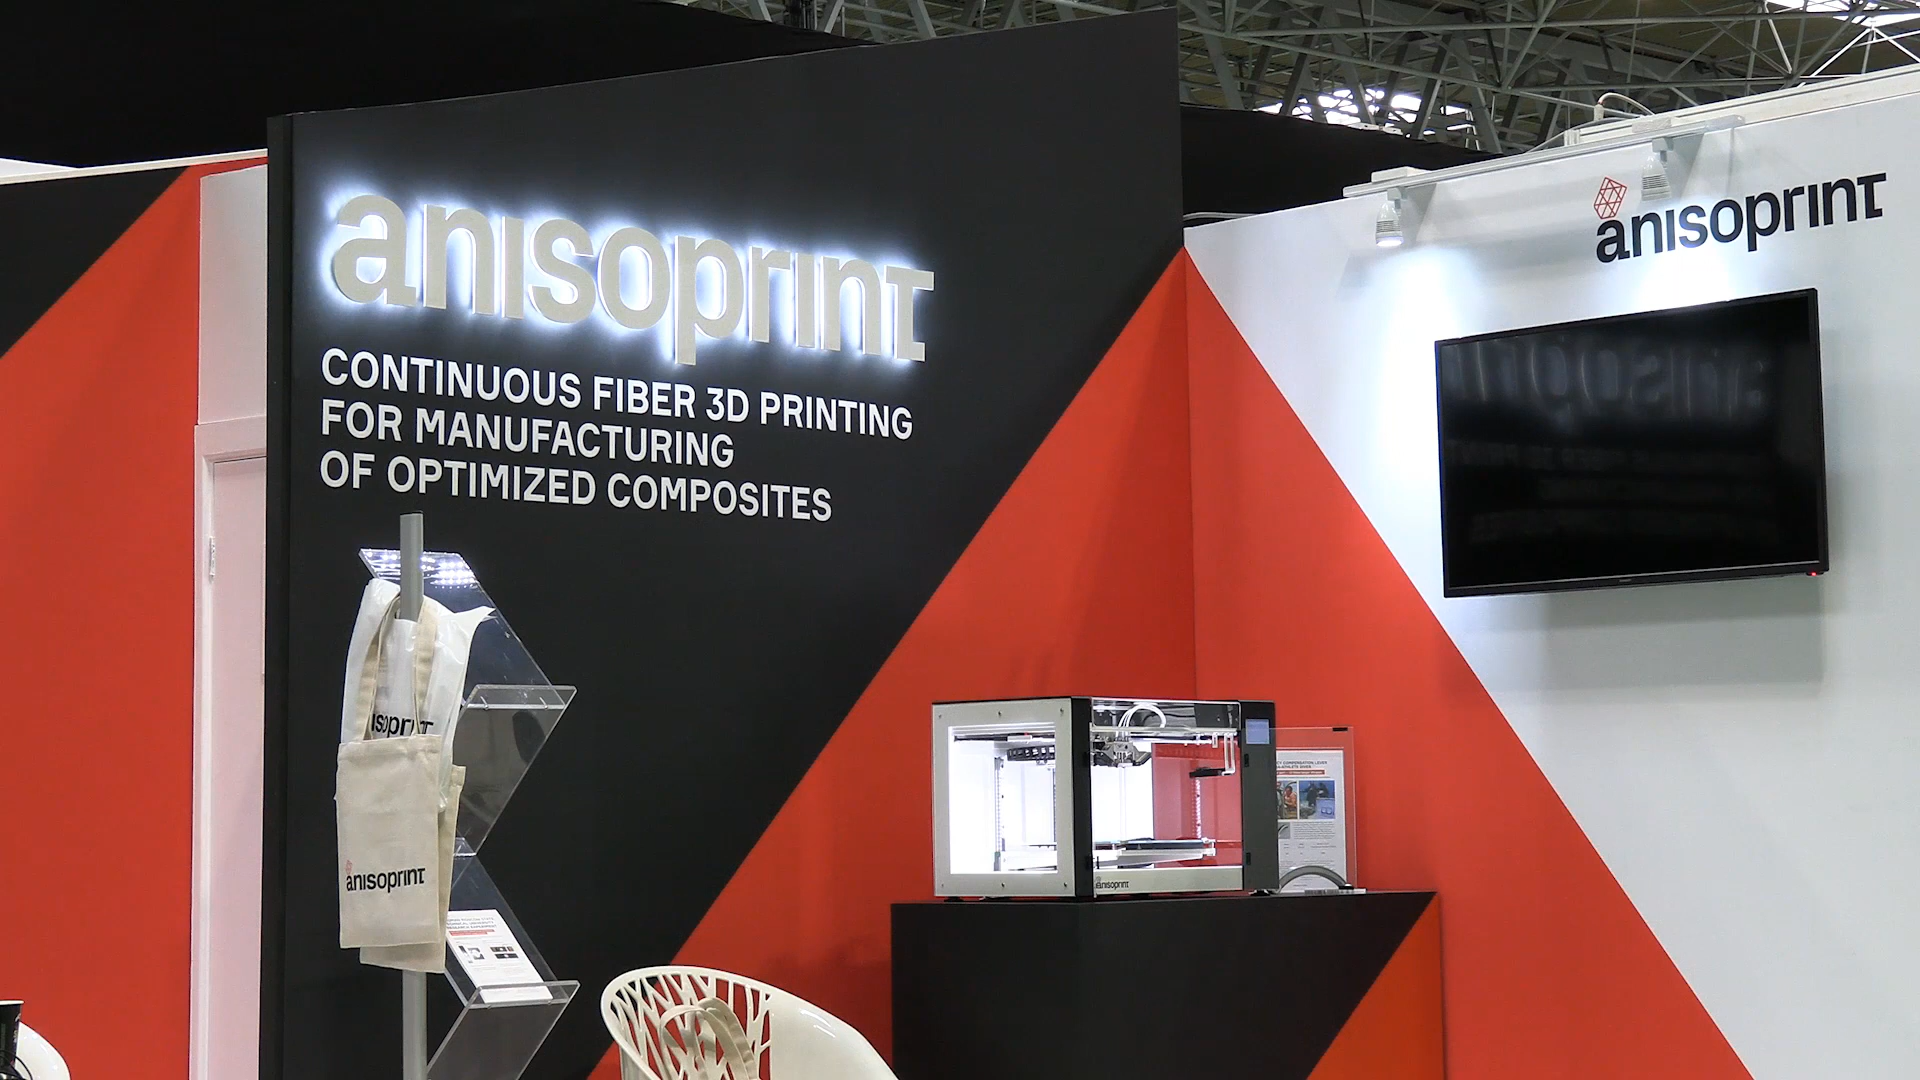 anisoprint
CONTINUOUS FIBER 3D PRINTING
FOR MANUFACTURING
OF OPTIMIZED COMPOSITES
anisoprint
anisoprint
anisoprint